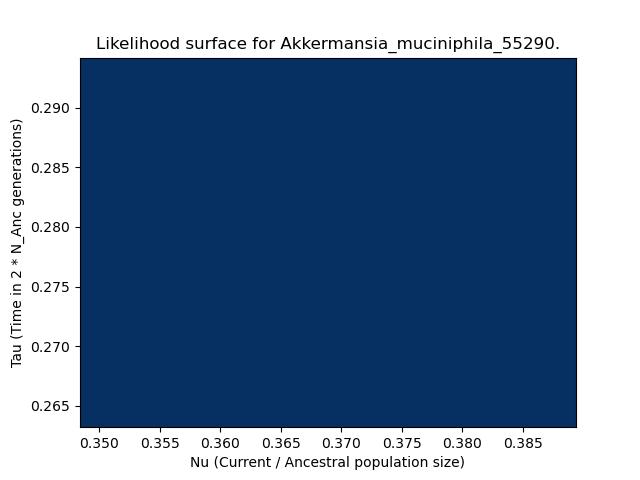 Likelihood surface for Akkermansia_muciniphila_55290.
0.290
0.285
0.280
0.275
0.270
0.265
Tau (Time in 2 * N_Anc generations)
0.350 0.355 0.360 0.365 0.370 0.375 0.380 0.385
Nu (Current / Ancestral population size)